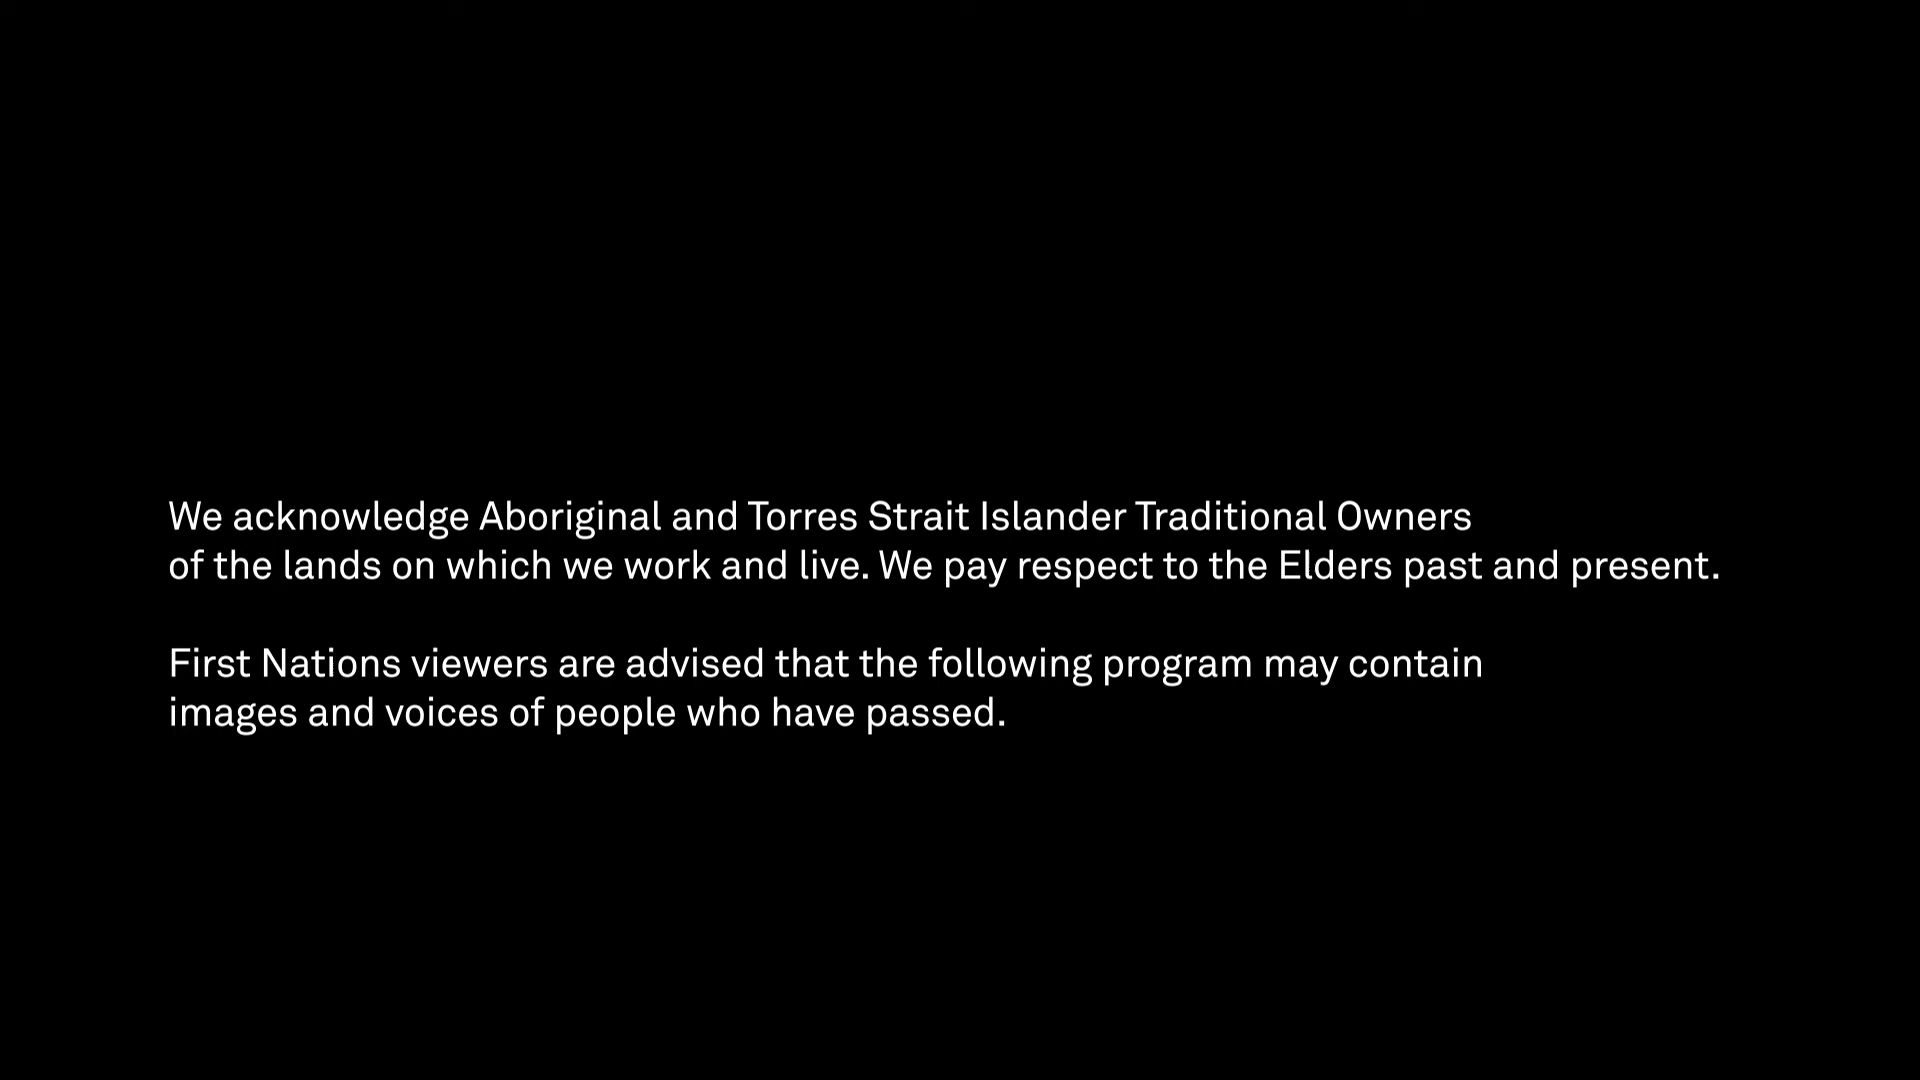 We acknowledge Aboriginal and Torres Strait Islander Traditional Owners
of the lands on which we work and live. We pay respect to the Elders past and present.
First Nations viewers are advised that the following program may contain
images and voices of people who have passed.